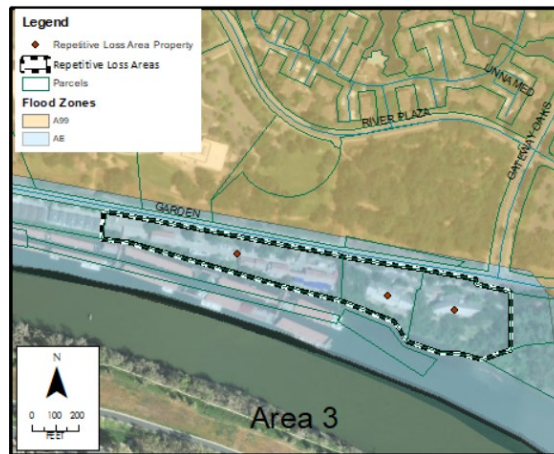 Legend
Repetitive Loss Area Property
Repetitive Loss Areas
Parcels
Flood Zones
A99
AE
UNNAMED
RIVER PLAZA
GATEWAY OAKS
GARDEN
N
0 100 200
FEET
Area 3